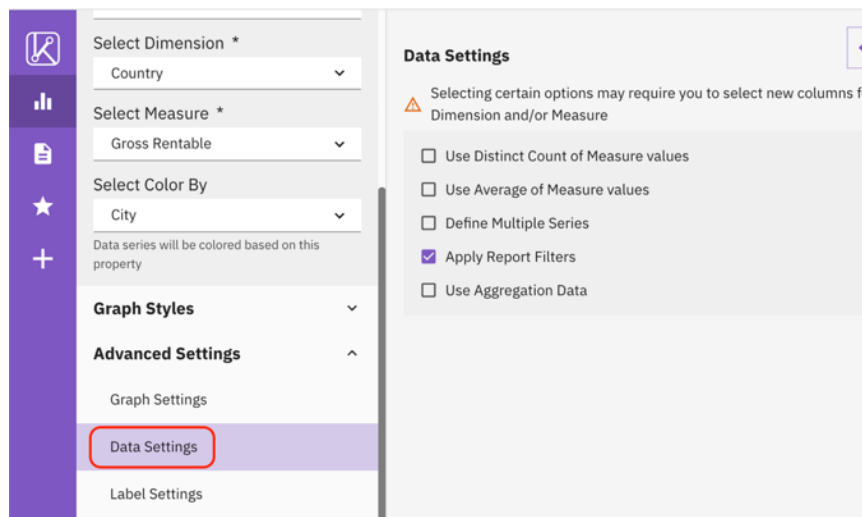 Select Dimension *
Country
Select Measure *
Gross Rentable
Select Color By
City
Data series will be colored based on this
property
Graph Styles
Advanced Settings
Graph Settings
Data Settings
Label Settings
Data Settings
Selecting certain options may require you to select new columns
Dimension and/or Measure
Use Distinct Count of Measure values
Use Average of Measure values
Define Multiple Series
Apply Report Filters
Use Aggregation Data